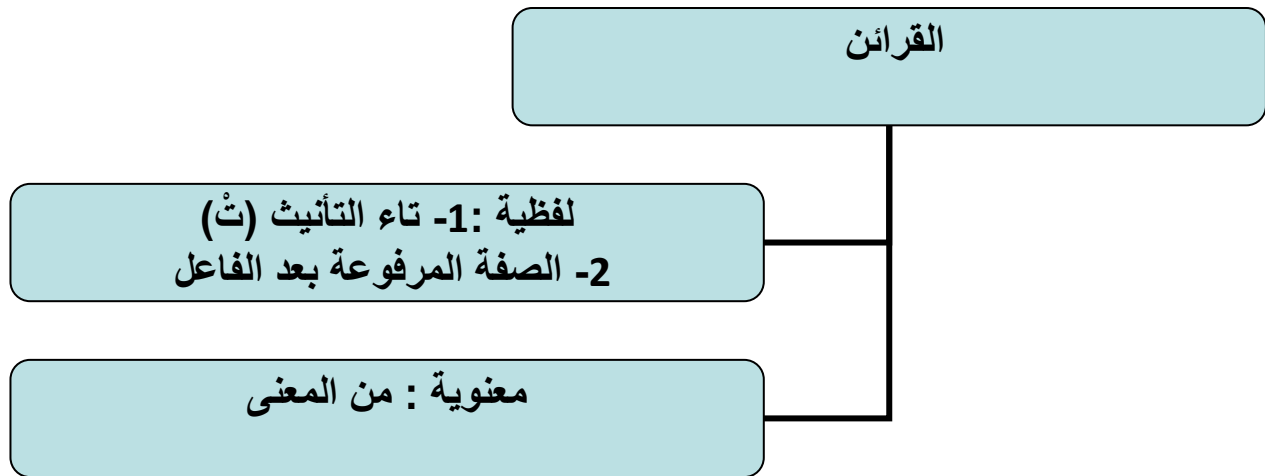 القرائن
لفظية :1- تاء التأنيث (تْ)
2- الصفة المرفوعة بعد الفاعل
معنوية : من المعنى